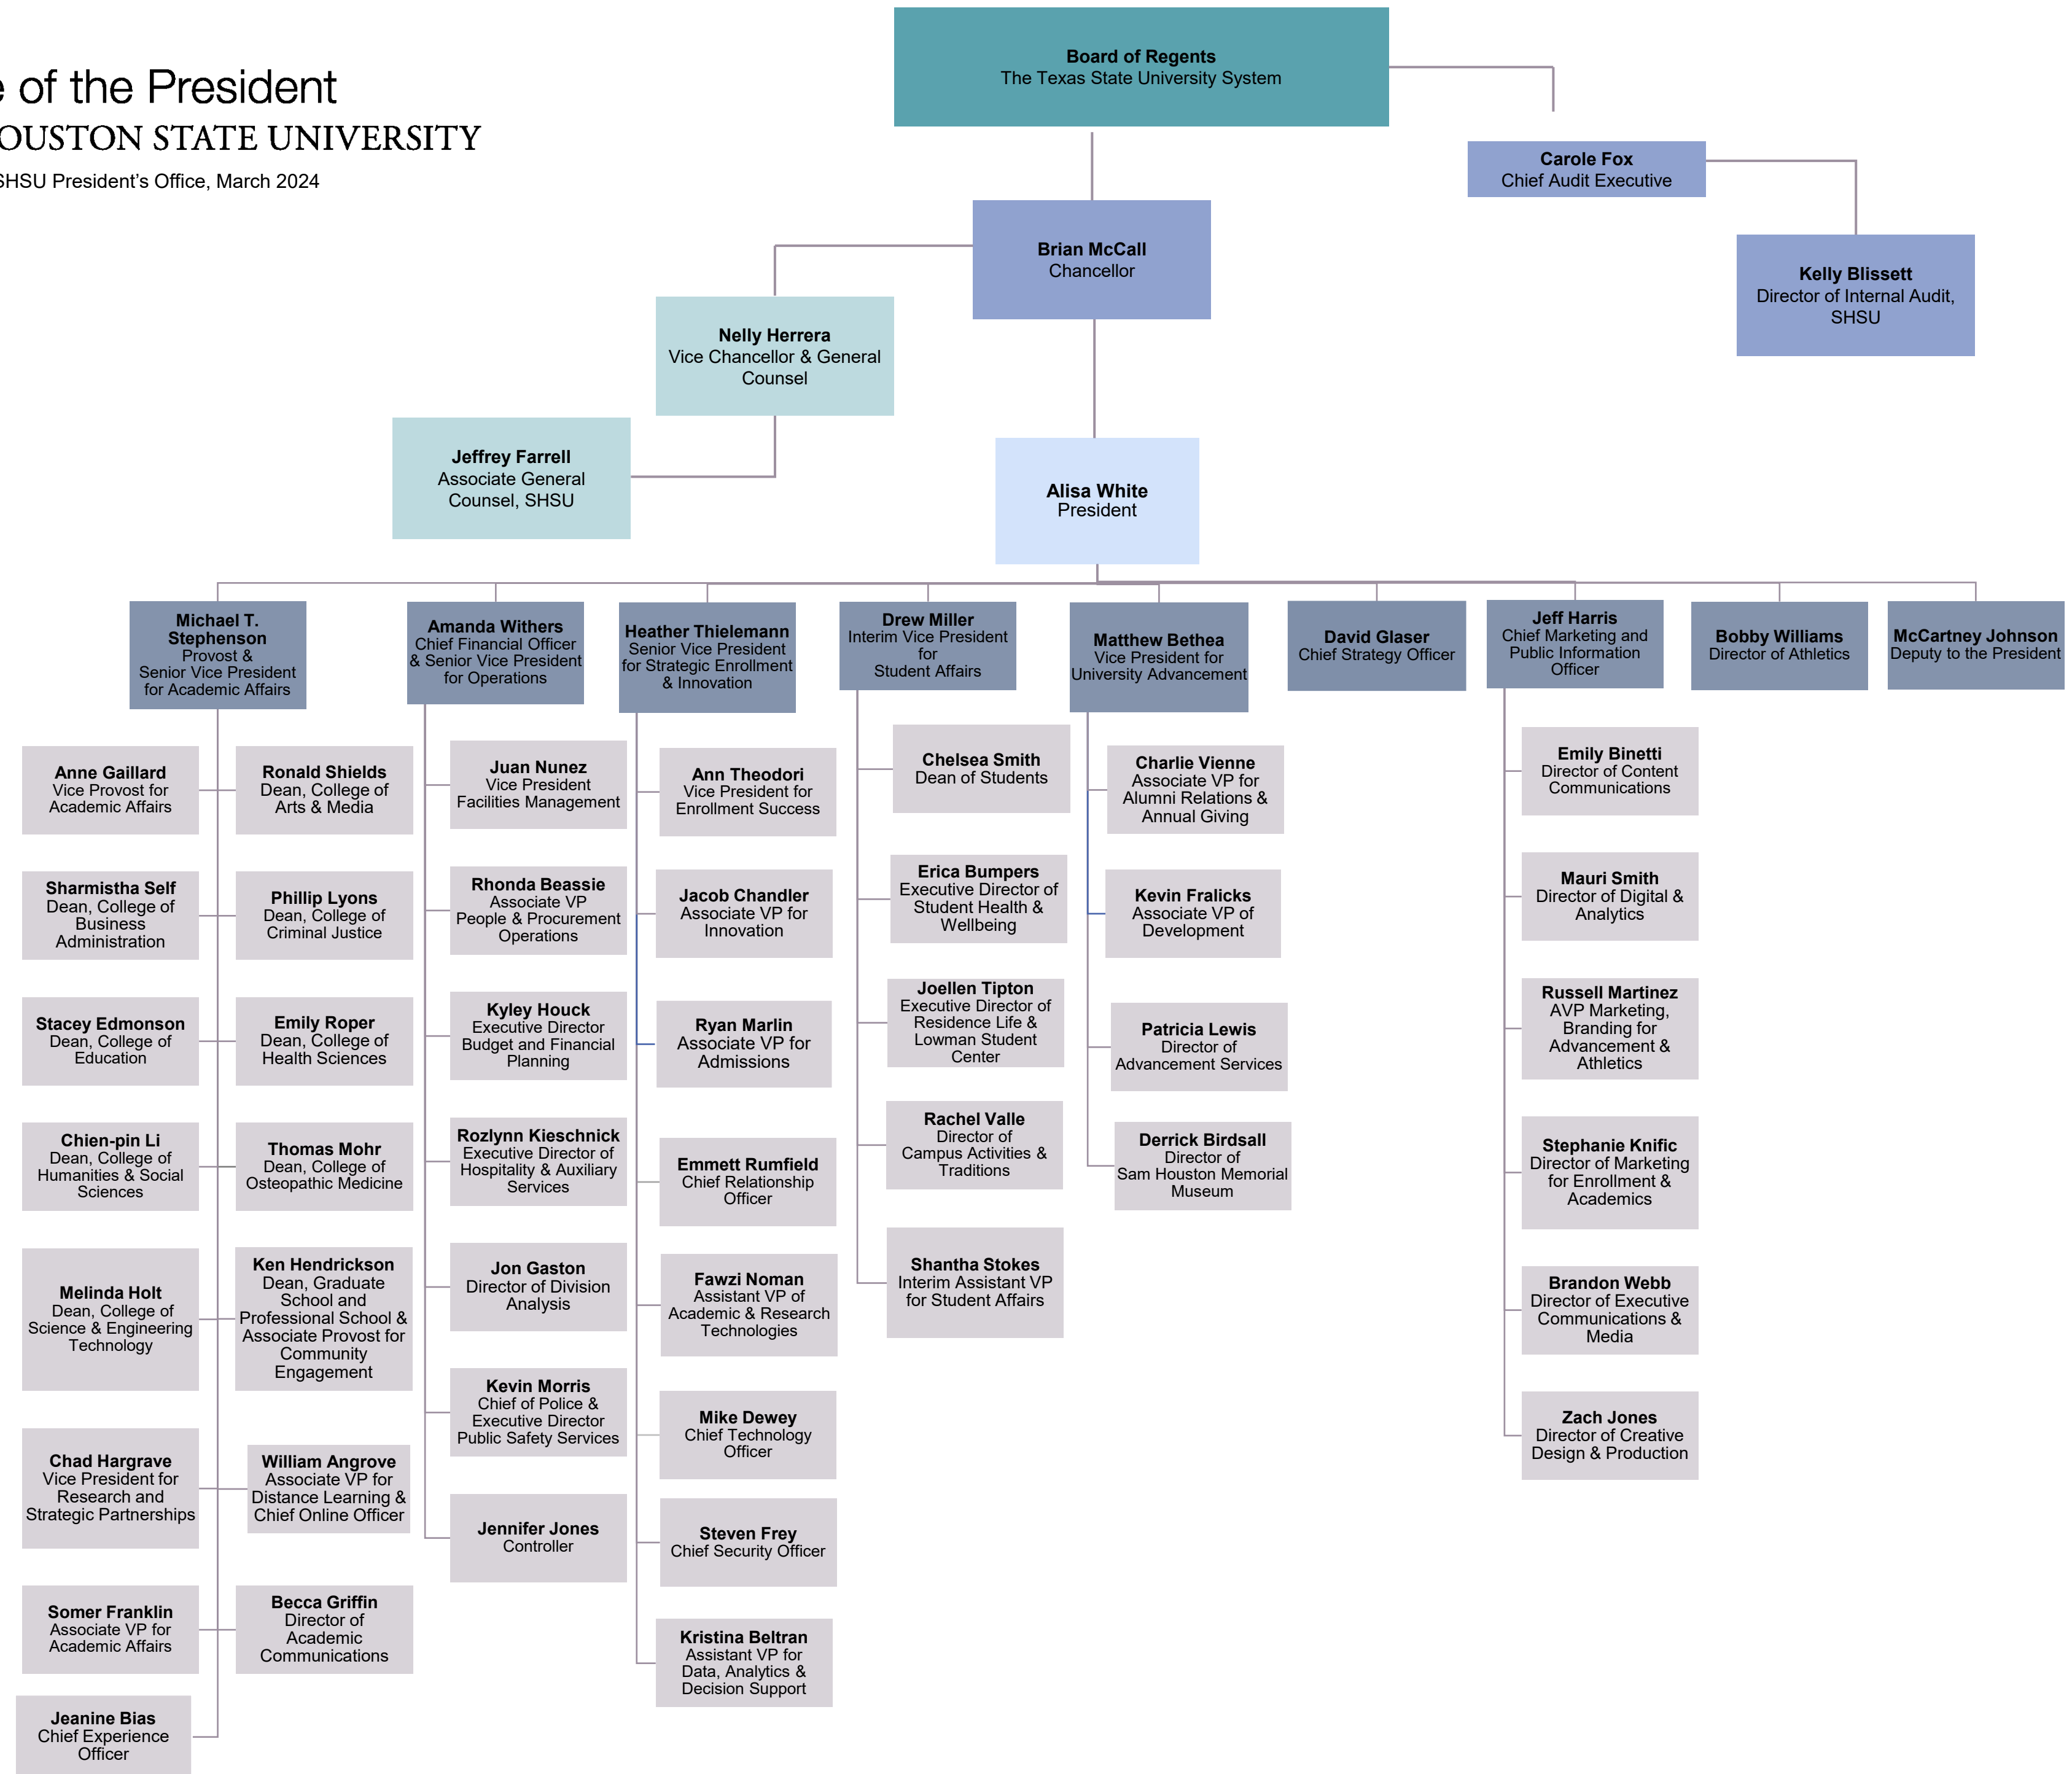 of the President
OUSTON STATE UNIVERSITY
SHSU President's Office, March 2024
Board of Regents
The Texas State University System
Carole Fox
Chief Audit Executive
Kelly Blissett
Director of Internal Audit,
SHSU
Brian McCall
Chancellor
Nelly Herrera
Vice Chancellor & General
Counsel
Jeffrey Farrell
Associate General
Counsel, SHSU
Alisa White
President
Michael T.
Stephenson
Provost &
Senior Vice President
for Academic Affairs
Amanda Withers
Chief Financial Officer
& Senior Vice President
for Operations
Heather Thielemann
Senior Vice President
for Strategic Enrollment
& Innovation
Drew Miller
Interim Vice President
for
Student Affairs
Matthew Bethea
Vice President for
University Advancement
David Glaser
Chief Strategy Officer
Jeff Harris
Chief Marketing and
Public Information
Officer
Bobby Williams
Director of Athletics
McCartney Johnson
Deputy to the President
Anne Gaillard
Vice Provost for
Academic Affairs
Ronald Shields
Dean, College of
Arts & Media
Sharmistha Self
Dean, College of
Business
Administration
Phillip Lyons
Dean, College of
Criminal Justice
Stacey Edmonson
Dean, College of
Education
Emily Roper
Dean, College of
Health Sciences
Chien-pin Li
Dean, College of
Humanities & Social
Sciences
Thomas Mohr
Dean, College of
Osteopathic Medicine
Melinda Holt
Dean, College of
Science & Engineering
Technology
Ken Hendrickson
Dean, Graduate
School and
Professional School &
Associate Provost for
Community
Engagement
Chad Hargrave
Vice President for
Research and
Strategic Partnerships
William Angrove
Associate VP for
Distance Learning &
Chief Online Officer
Somer Franklin
Associate VP for
Academic Affairs
Becca Griffin
Director of
Academic
Communications
Jeanine Bias
Chief Experience
Officer
Juan Nunez
Vice President
Facilities Management
Rhonda Beassie
Associate VP
People & Procurement
Operations
Kyley Houck
Executive Director
Budget and Financial
Planning
Rozlynn Kieschnick
Executive Director of
Hospitality & Auxiliary
Services
Jon Gaston
Director of Division
Analysis
Kevin Morris
Chief of Police &
Executive Director
Public Safety Services
Jennifer Jones
Controller
Ann Theodori
Vice President for
Enrollment Success
Jacob Chandler
Associate VP for
Innovation
Ryan Marlin
Associate VP for
Admissions
Emmett Rumfield
Chief Relationship
Officer
Fawzi Noman
Assistant VP of
Academic & Research
Technologies
Mike Dewey
Chief Technology
Officer
Steven Frey
Chief Security Officer
Kristina Beltran
Assistant VP for
Data, Analytics &
Decision Support
Chelsea Smith
Dean of Students
Erica Bumpers
Executive Director of
Student Health &
Wellbeing
Joellen Tipton
Executive Director of
Residence Life &
Lowman Student
Center
Rachel Valle
Director of
Campus Activities &
Traditions
Shantha Stokes
Interim Assistant VP
for Student Affairs
Charlie Vienne
Associate VP for
Alumni Relations &
Annual Giving
Kevin Fralicks
Associate VP of
Development
Patricia Lewis
Director of
Advancement Services
Derrick Birdsall
Director of
Sam Houston Memorial
Museum
Emily Binetti
Director of Content
Communications
Mauri Smith
Director of Digital &
Analytics
Russell Martinez
AVP Marketing,
Branding for
Advancement &
Athletics
Stephanie Knific
Director of Marketing
for Enrollment &
Academics
Brandon Webb
Director of Executive
Communications &
Media
Zach Jones
Director of Creative
Design & Production